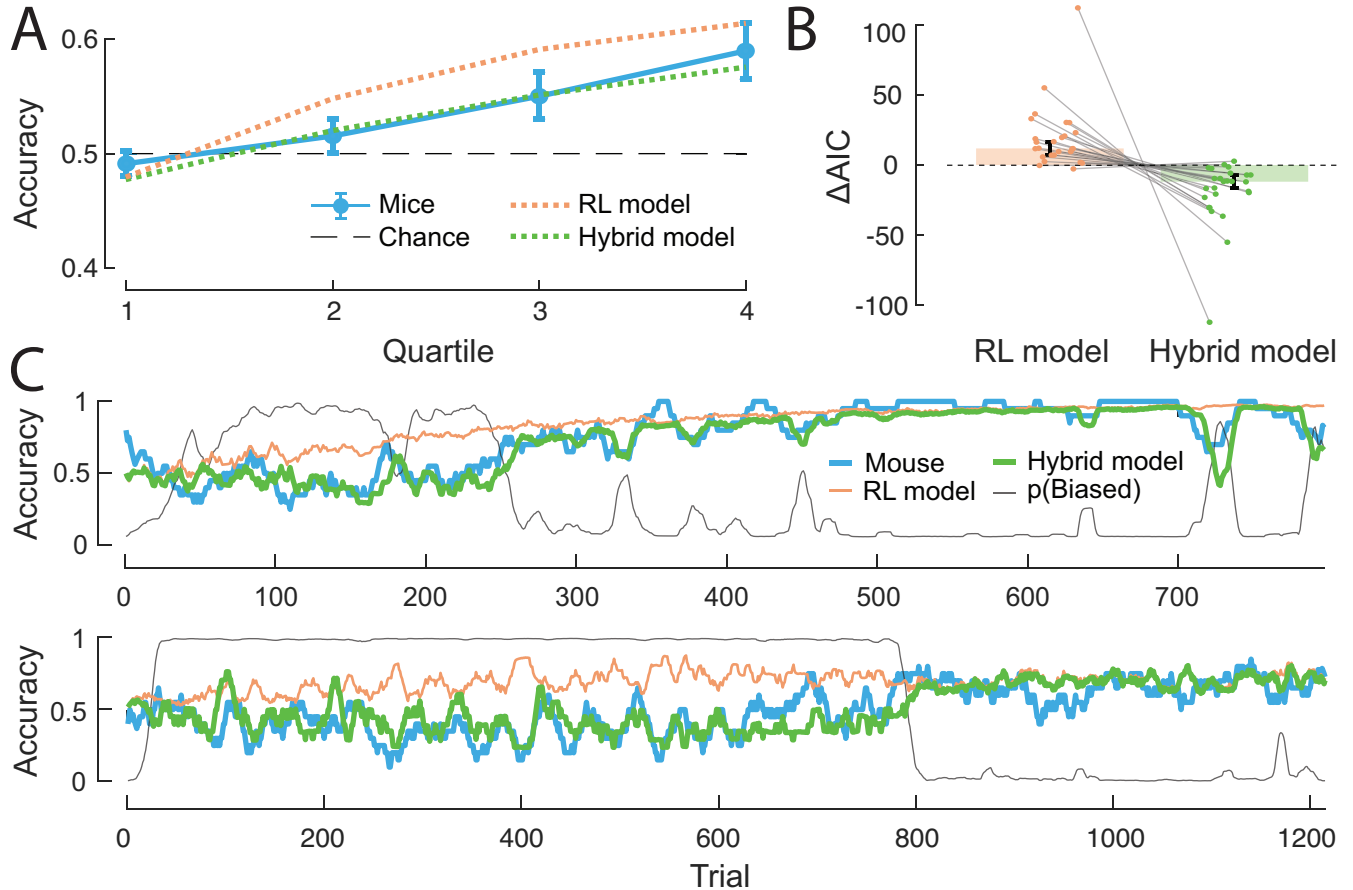 A
Accuracy
0.6
0.5
0.4
Mice
RL model
Chance
Hybrid model
1 2 3 4
Quartile
B
ΔAIC
100
50
0
-50
-100
RL model Hybrid model
C
Accuracy
1
0.5
0
Mouse
Hybrid model
RL model
p(Biased)
0 100 200 300 400 500 600 700
Accuracy
1
0.5
0
0 200 400 600 800 1000 1200
Trial